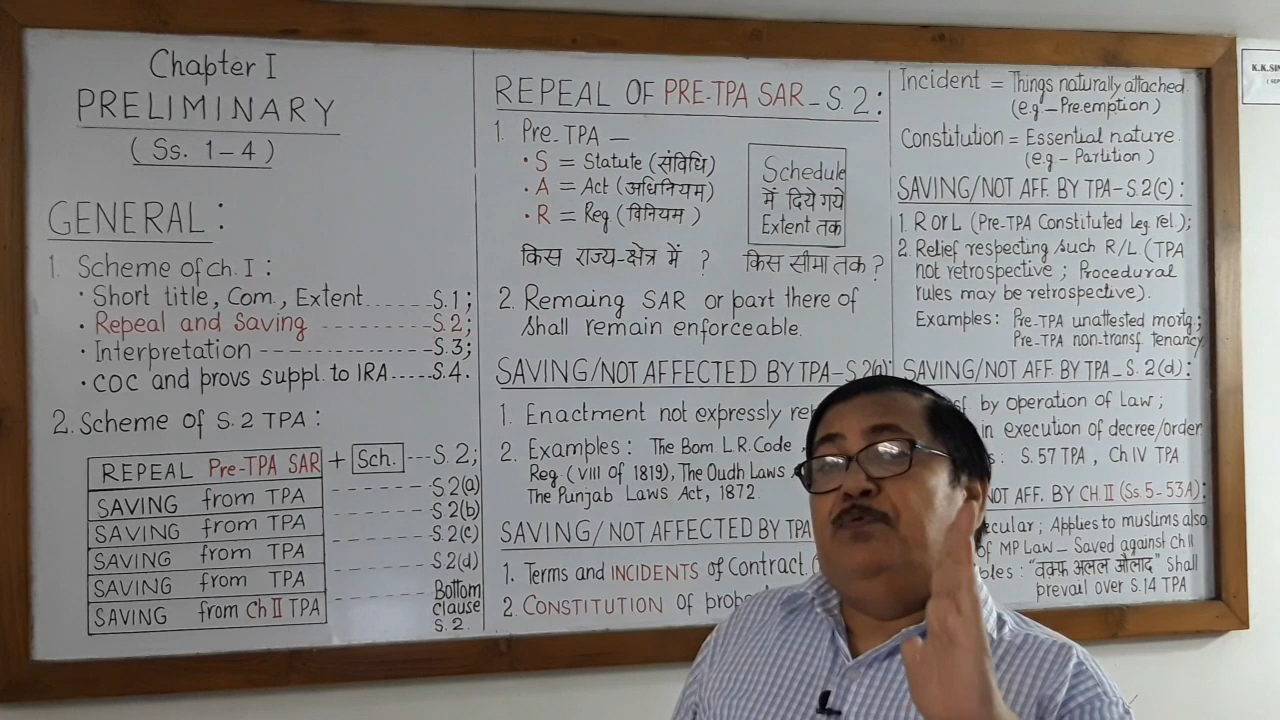 Chapter I
PRELIMINARY
(Ss. 1-4)
GENERAL:
1. Scheme of ch. I:
• Short title, Com., Extent......S.1;
• Repeal and Saving --------S.2;
• Interpretation -----------S.3;
• COC and provs suppl. to IRA.....S.4.
2. Scheme of S.2 TPA:
REPEAL Pre-TPA SAR + Sch. ---S.2;
SAVING from TPA ------S.2(a)
SAVING from TPA ------S.2(b)
SAVING from TPA ------S.2(c)
SAVING from TPA ------S.2(d)
SAVING from TPA ------Bottom
SAVING from Ch II TPA clause
S.2.
REPEAL OF PRE-TPA SAR-S.2:
1. Pre-TPA —
• S = Statute (संविधि)
• A = Act (अधिनियम)
• R = Reg (विनियम)
Schedule
में दिये गये
Extent तक
किस राज्य-क्षेत्र में ? किस सीमा तक ?
2. Remaing SAR or part there of
shall remain enforceable.
SAVING/NOT AFFECTED BY TPA-S.2(a)
1. Enactment not expressly
2. Examples: The Bom L.R. Code,
Reg. (VIII of 1819), The Oudh Laws
The Punjab Laws Act, 1872.
SAVING/NOT AFFECTED BY TPA
1. Terms and INCIDENTS of Contract
2. CONSTITUTION of
Incident = Things naturally attached.
(e.g - Pre.emption)
Constitution = Essential nature.
(e.g - Partition)
SAVING/NOT AFF. BY TPA-S.2(c):
1. R or L (Pre-TPA Constituted Leg. rel.);
2. Relief respecting such R/L (TPA
not retrospective; Procedural
rules may be retrospective).
Examples: Pre-TPA unattested mortg.;
Pre-TPA non-transf. Tenancy
SAVING/NOT AFF. BY TPA-S.2(d):
by operation of Law;
in execution of decree/order
: S.57 TPA, Ch IV TPA
NOT AFF. BY CH II (Ss.5-53A):
Applies to muslims also
of MP Law - Saved against Ch II
: "वक़्फ़ अलल औलाद" shall
prevail over S.14 TPA
K.K.SIN